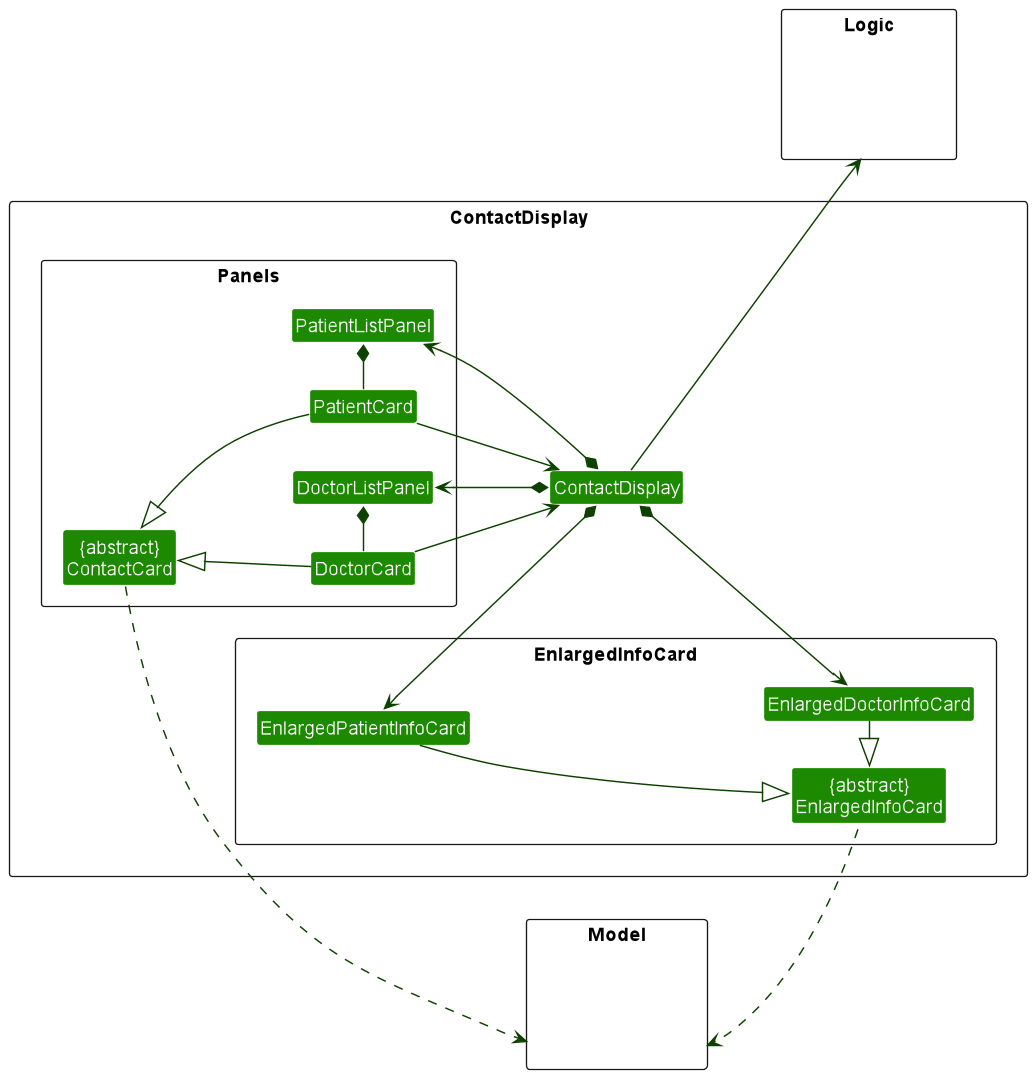 Logic
ContactDisplay
Panels
PatientListPanel
PatientCard
DoctorListPanel
ContactDisplay
{abstract}
ContactCard
DoctorCard
EnlargedInfoCard
EnlargedPatientInfoCard
EnlargedDoctorInfoCard
{abstract}
EnlargedInfoCard
Model